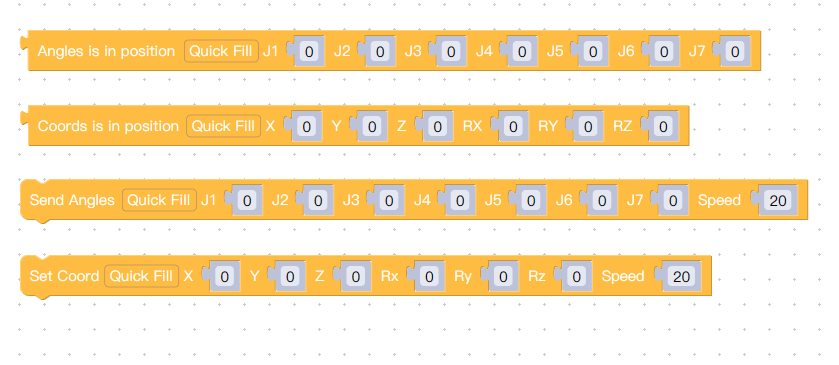 Angles is in position Quick Fill J1 0 J2 0 J3 0 J4 0 J5 0 J6 0 J7 0
Coords is in position Quick Fill X 0 Y 0 Z 0 RX 0 RY 0 RZ 0
Send Angles Quick Fill J1 0 J2 0 J3 0 J4 0 J5 0 J6 0 J7 0 Speed 20
Set Coord Quick Fill X 0 Y 0 Z 0 Rx 0 Ry 0 Rz 0 Speed 20